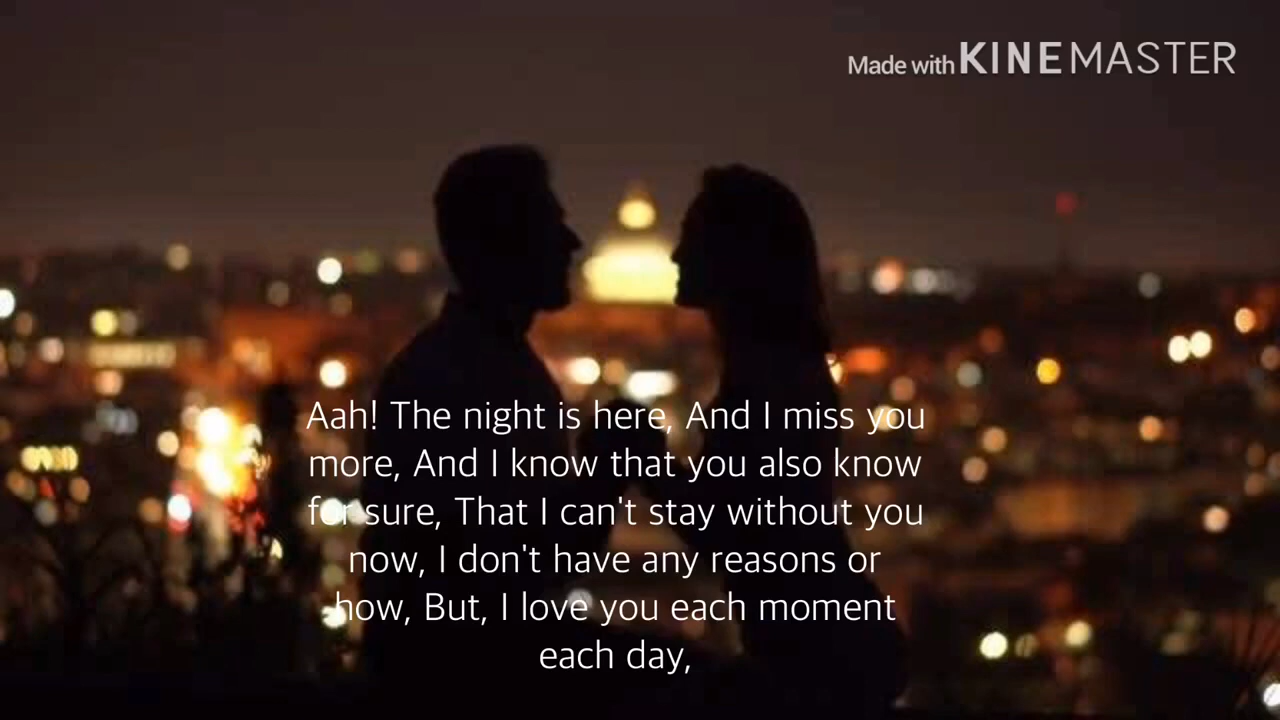 Made with KINEMASTER
Aah! The night is here, And I miss you
more, And I know that you also know
for sure, That I can't stay without you
now, I don't have any reasons or
how, But, I love you each moment
each day,